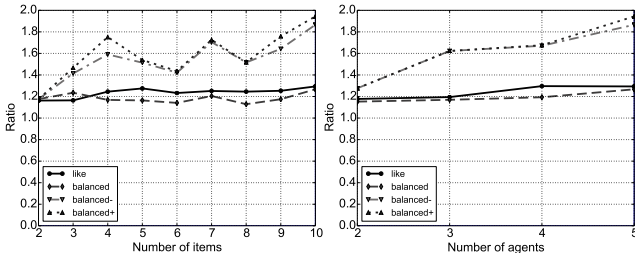 2.0
1.8
1.6
1.4
1.2
1.0
0.8
0.6
0.4
0.2
0.0
Ratio
like
balanced
balanced-
balanced+
2 3 4 5 6 7 8 9 10
Number of items
2.0
1.8
1.6
1.4
1.2
1.0
0.8
0.6
0.4
0.2
0.0
Ratio
like
balanced
balanced-
balanced+
2 3 4 5
Number of agents